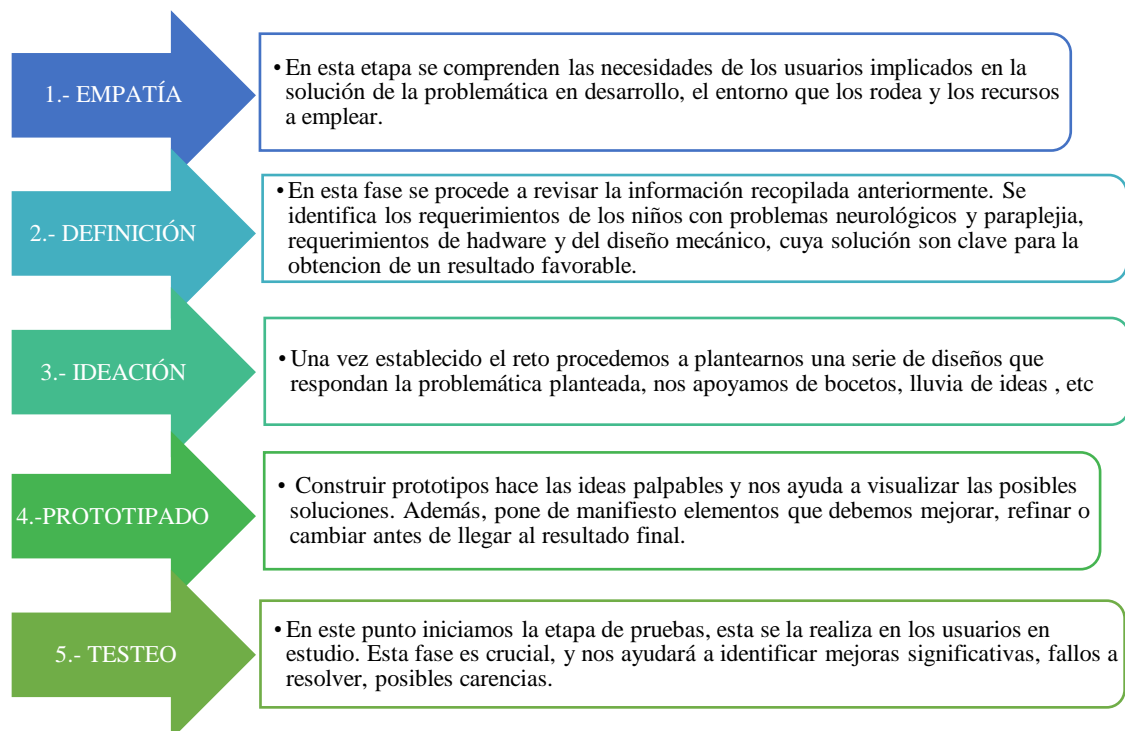 1.- EMPATÍA
• En esta etapa se comprenden las necesidades de los usuarios implicados en la
solución de la problemática en desarrollo, el entorno que los rodea y los recursos
a emplear.
2.- DEFINICIÓN
• En esta fase se procede a revisar la información recopilada anteriormente. Se
identifica los requerimientos de los niños con problemas neurológicos y paraplejia,
requerimientos de hadware y del diseño mecánico, cuya solución son clave para la
obtencion de un resultado favorable.
3.- IDEACIÓN
• Una vez establecido el reto procedemos a plantearnos una serie de diseños que
respondan la problemática planteada, nos apoyamos de bocetos, lluvia de ideas , etc
4.-PROTOTIPADO
• Construir prototipos hace las ideas palpables y nos ayuda a visualizar las posibles
soluciones. Además, pone de manifiesto elementos que debemos mejorar, refinar o
cambiar antes de llegar al resultado final.
5.- TESTEO
• En este punto iniciamos la etapa de pruebas, esta se la realiza en los usuarios en
estudio. Esta fase es crucial, y nos ayudará a identificar mejoras significativas, fallos a
resolver, posibles carencias.